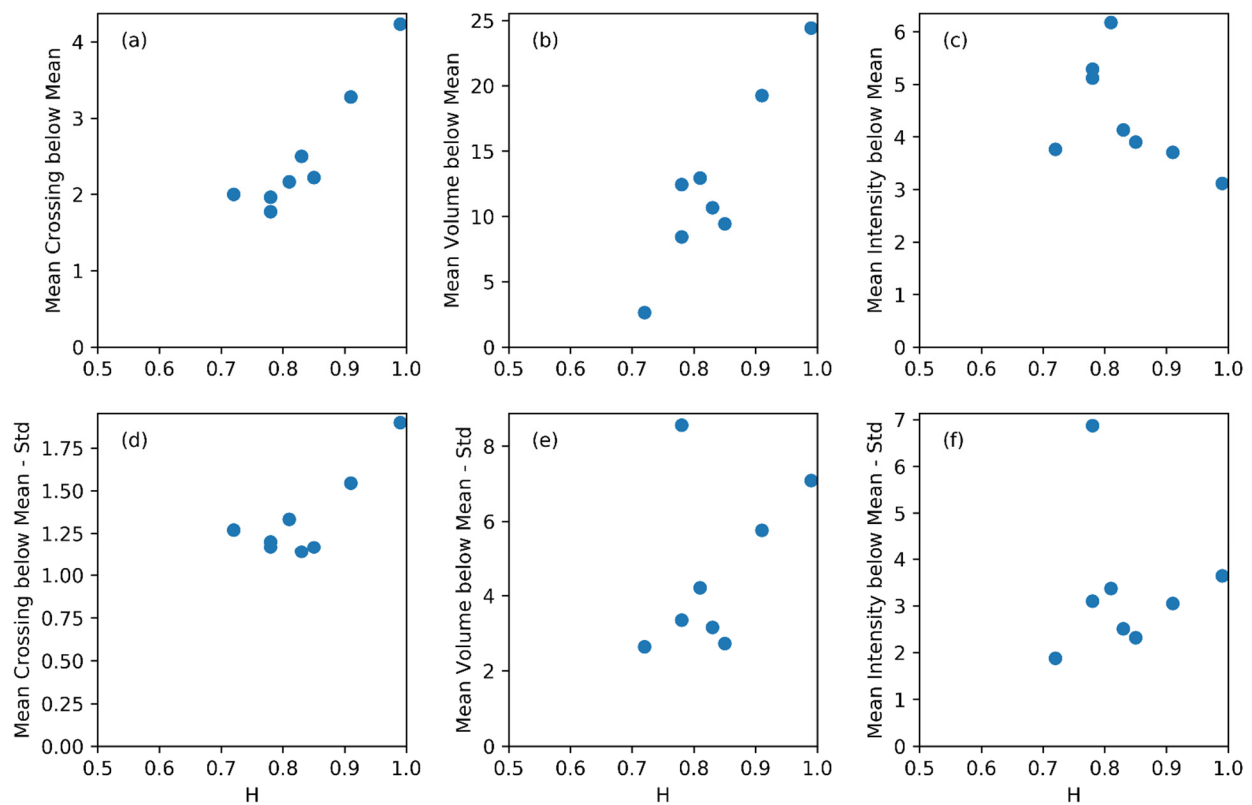 (a)
Mean Crossing below Mean
4
3
2
1
0
0.5 0.6 0.7 0.8 0.9 1.0
(b)
Mean Volume below Mean
25
20
15
10
5
0
0.5 0.6 0.7 0.8 0.9 1.0
(c)
Mean Intensity below Mean
6
5
4
3
2
1
0
0.5 0.6 0.7 0.8 0.9 1.0
(d)
Mean Crossing below Mean - Std
1.75
1.50
1.25
1.00
0.75
0.50
0.25
0.00
0.5 0.6 0.7 0.8 0.9 1.0
H
(e)
Mean Volume below Mean - Std
8
6
4
2
0
0.5 0.6 0.7 0.8 0.9 1.0
H
(f)
Mean Intensity below Mean - Std
7
6
5
4
3
2
1
0
0.5 0.6 0.7 0.8 0.9 1.0
H